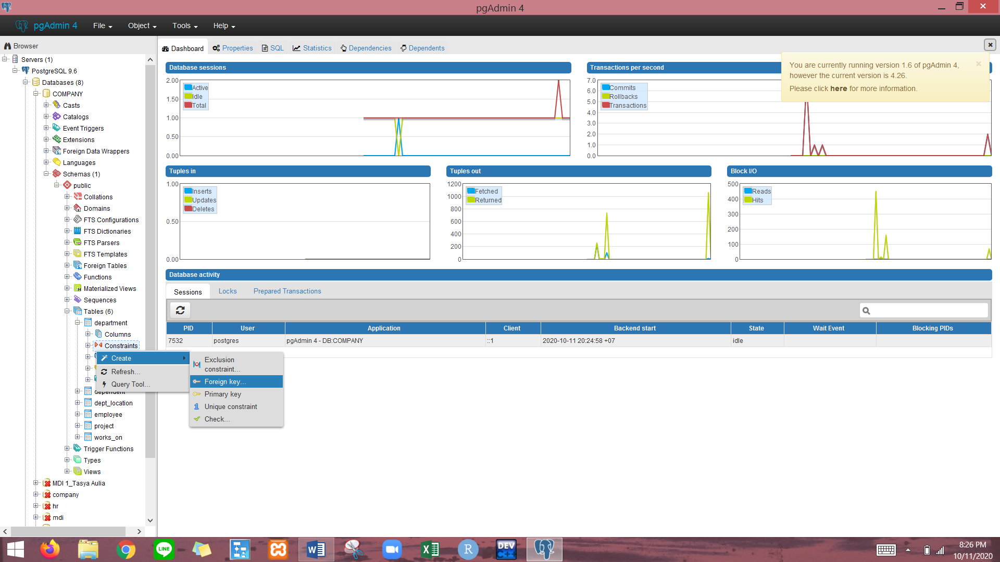 pgAdmin 4
pgAdmin 4
File
Object
Tools
Help
Browser
Servers (1)
PostgreSQL 9.6
Databases (8)
COMPANY
Casts
Catalogs
Event Triggers
Extensions
Foreign Data Wrappers
Languages
Schemas (1)
public
Collations
Domains
FTS Configurations
FTS Dictionaries
FTS Parsers
FTS Templates
Foreign Tables
Functions
Materialized Views
Sequences
Tables (6)
department
Columns
Constraints
Create
Refresh...
Query Tool...
Exclusion
constraint...
Foreign key...
Primary key
Unique constraint
Check...
dependent
dept_location
employee
project
works_on
Trigger Functions
Types
Views
MDI 1_Tasya Aulia
company
hr
mdi
Dashboard
Properties
SQL
Statistics
Dependencies
Dependents
You are currently running version 1.6 of pgAdmin 4,
however the current version is 4.26.
Please click here for more information.
Database sessions
2.00
1.50
1.00
0.50
0.00
Active
Idle
Total
Transactions per second
7.0
6.0
5.0
4.0
3.0
2.0
1.0
0.0
Commits
Rollbacks
Transactions
Tuples in
1.00
0.50
0.00
Inserts
Updates
Deletes
Tuples out
1200
1000
800
600
400
200
0
Fetched
Returned
Block I/O
500
400
300
200
100
0
Reads
Hits
Database activity
Sessions
Locks
Prepared Transactions
PID User Application Client Backend start State Wait Event Blocking PIDs
7532 postgres pgAdmin 4 - DB:COMPANY ::1 2020-10-11 20:24:58 +07 idle
LINE
W
X
R
DEV
C++
8:26 PM
10/11/2020